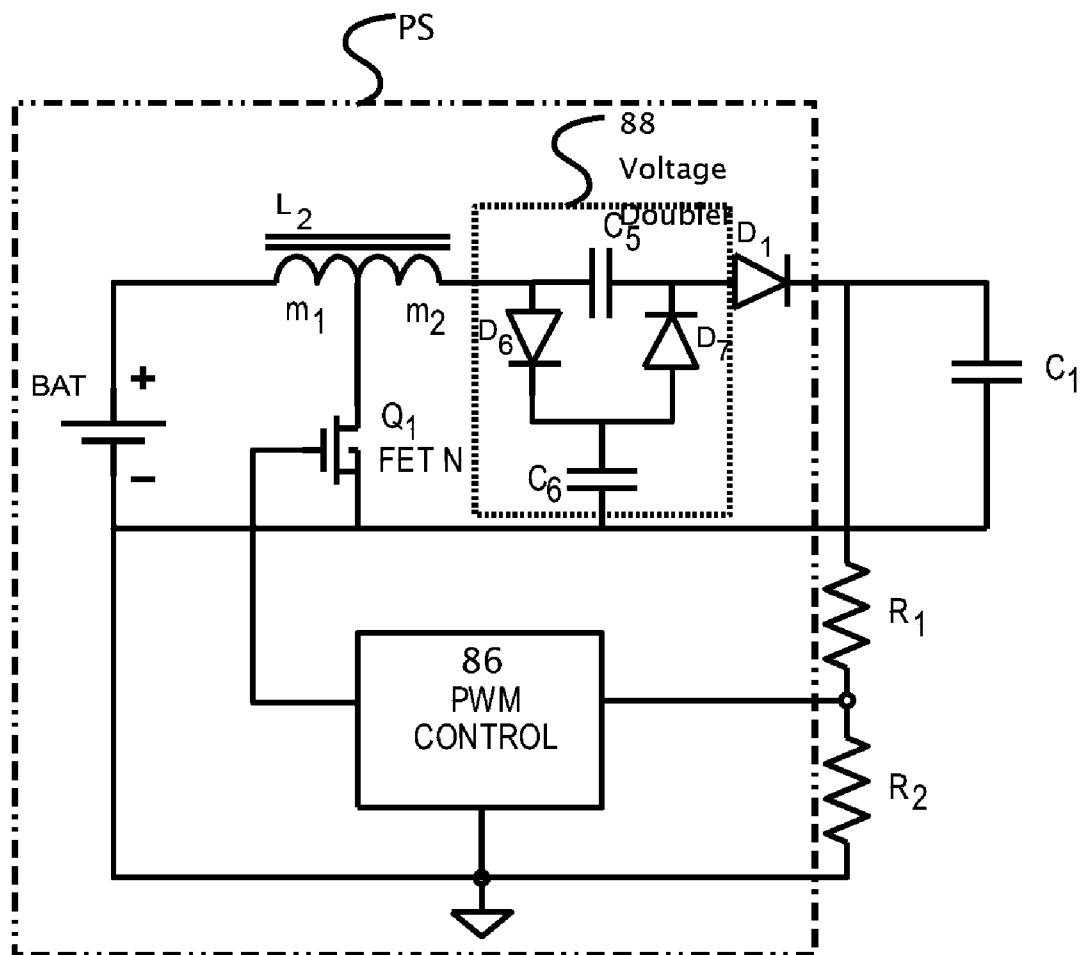 PS
88
Voltage
Doubler
L2
C5
D1
m1
m2
D6
D7
BAT
+
C1
Q1
FET N
−
C6
R1
86
PWM
CONTROL
R2